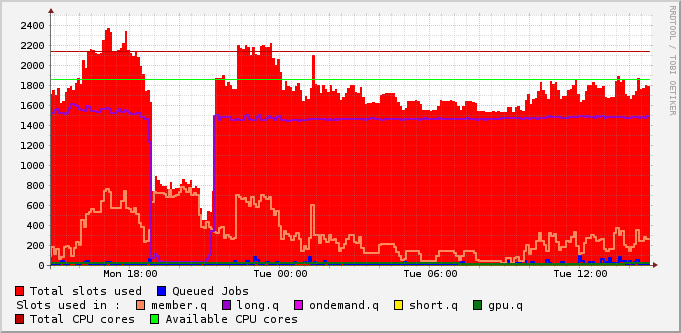 RRDTOOL / TOBI OETIKER
2400
2200
2000
1800
1600
1400
1200
1000
800
600
400
200
0
Mon 18:00 Tue 00:00 Tue 06:00 Tue 12:00
Total slots used Queued Jobs
Slots used in : member.q long.q ondemand.q short.q gpu.q
Total CPU cores Available CPU cores